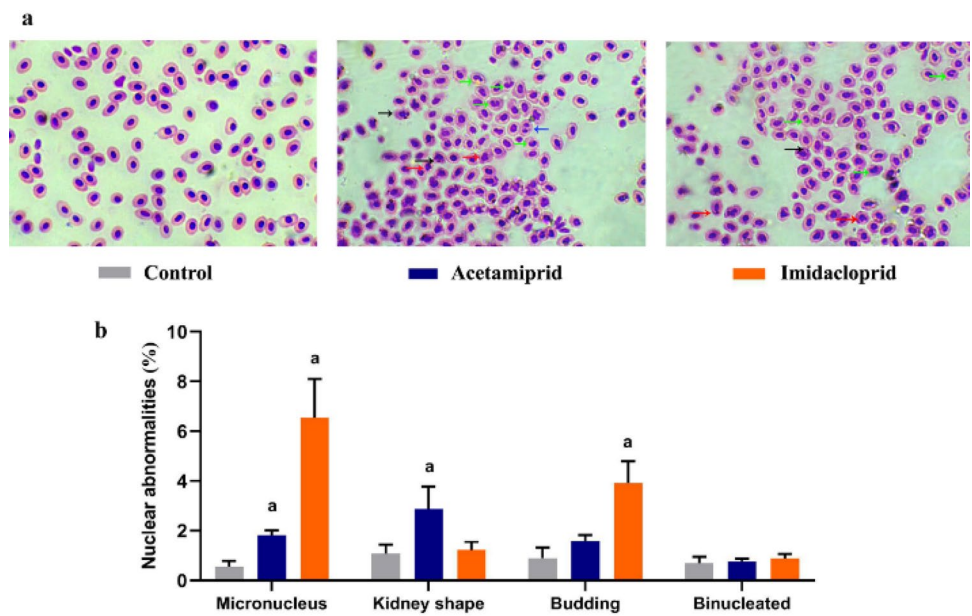 a
Control Acetamiprid Imidacloprid
b
Nuclear abnormalities (%)
10
8
6
4
2
0
a
a
a
a
Micronucleus Kidney shape Budding Binucleated